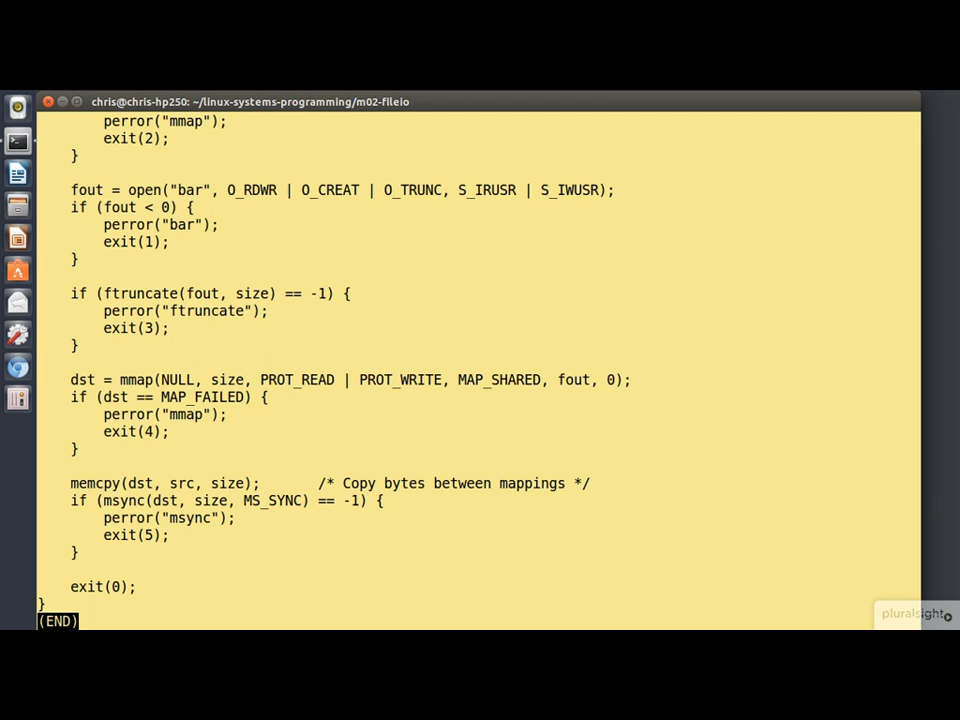 chris@chris-hp250: ~/linux-systems-programming/m02-fileio
        perror("mmap");
        exit(2);
    }

    fout = open("bar", O_RDWR | O_CREAT | O_TRUNC, S_IRUSR | S_IWUSR);
    if (fout < 0) {
        perror("bar");
        exit(1);
    }

    if (ftruncate(fout, size) == -1) {
        perror("ftruncate");
        exit(3);
    }

    dst = mmap(NULL, size, PROT_READ | PROT_WRITE, MAP_SHARED, fout, 0);
    if (dst == MAP_FAILED) {
        perror("mmap");
        exit(4);
    }

    memcpy(dst, src, size);       /* Copy bytes between mappings */
    if (msync(dst, size, MS_SYNC) == -1) {
        perror("msync");
        exit(5);
    }

    exit(0);
}
(END)
pluralsight